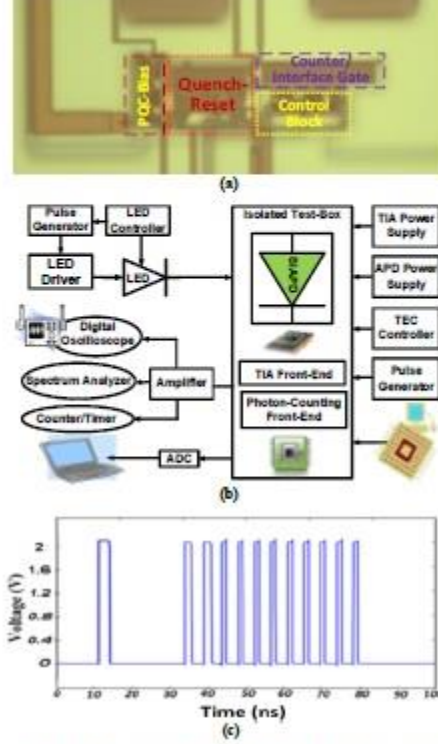 PQC-Bias
Quench-
Reset
Counter/
Interface Gate
Control
Block
(a)
Pulse
Generator
LED
Controller
LED
Driver
LED
Isolated Test-Box
SiAPD
TIA Front-End
Photon-Counting
Front-End
TIA Power
Supply
APD Power
Supply
TEC
Controller
Pulse
Generator
Digital
Oscilloscope
Spectrum Analyzer
Counter/Timer
Amplifier
ADC
(b)
Voltage (V)
2
1.6
1.2
0.8
0.4
0
0 10 20 30 40 50 60 70 80 90 100
Time (ns)
(c)